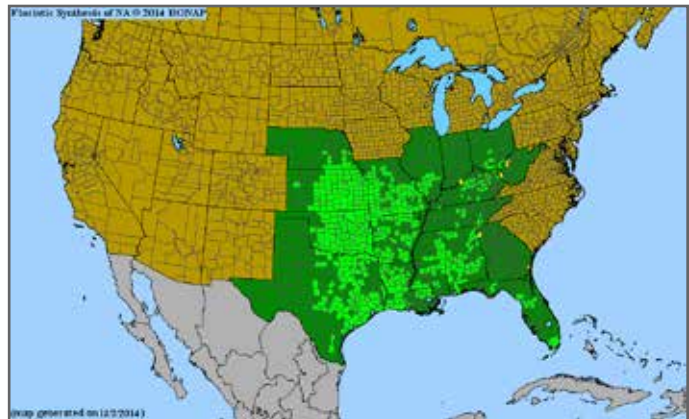 Floristic Synthesis of NA © 2014 BONAP
(map generated on 12/2/2014)